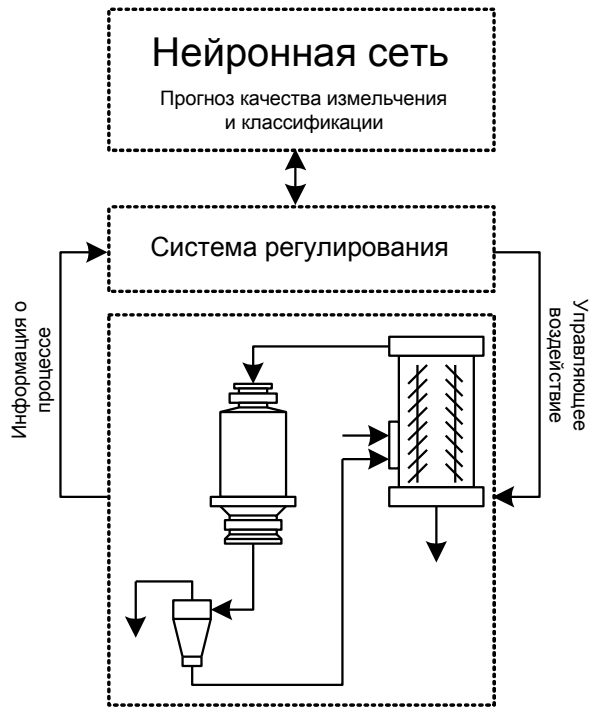 Нейронная сеть
Прогноз качества измельчения
и классификации
Система регулирования
Информация о
процессе
Управляющее
воздействие